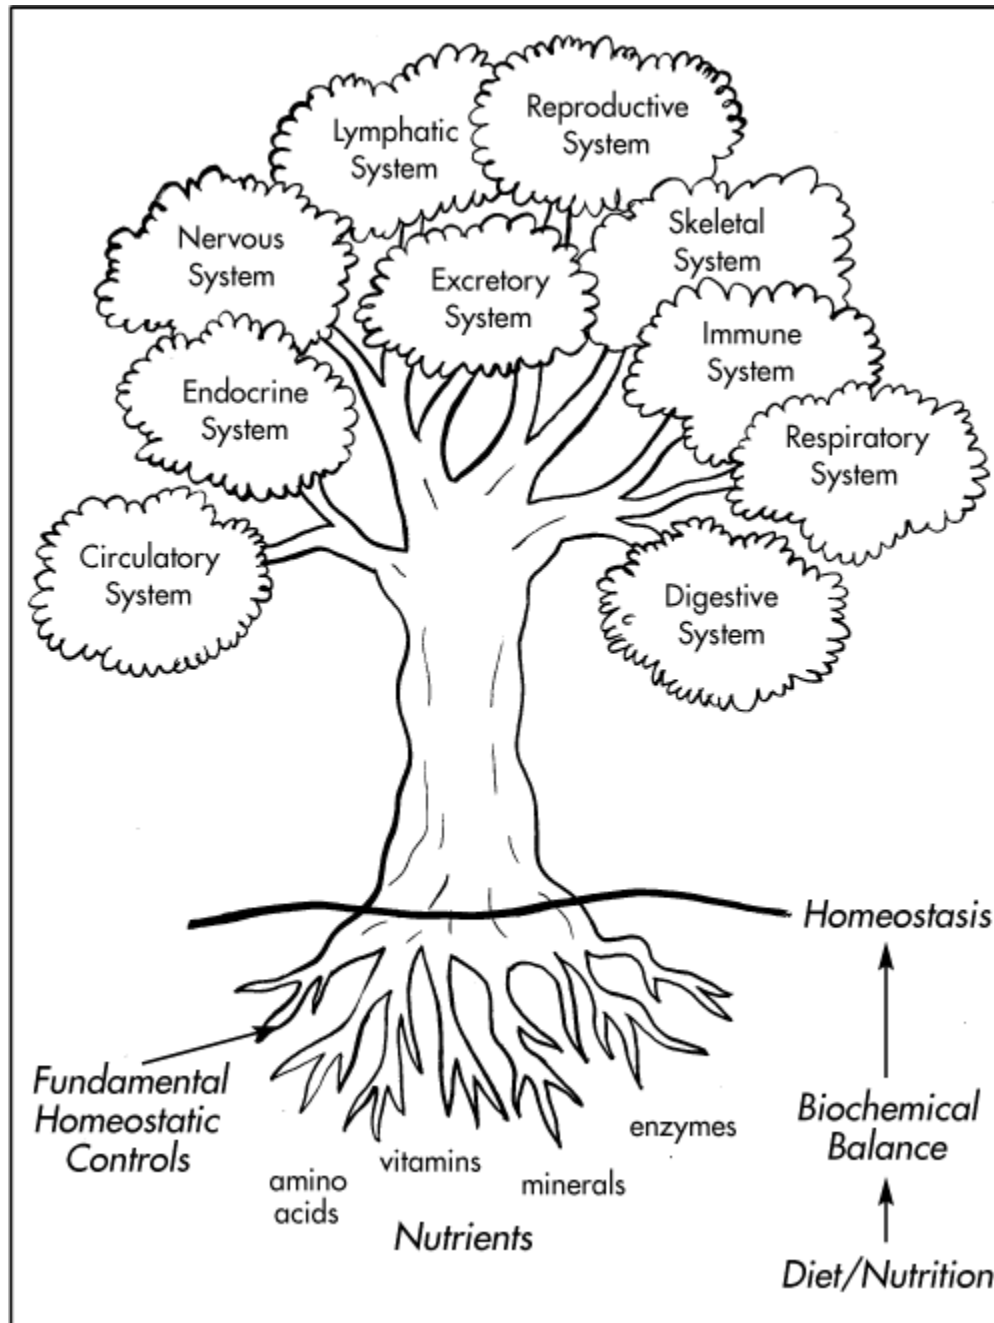 Lymphatic
System
Reproductive
System
Nervous
System
Excretory
System
Skeletal
System
Endocrine
System
Immune
System
Respiratory
System
Circulatory
System
Digestive
System
Homeostasis
Fundamental
Homeostatic
Controls
Biochemical
Balance
enzymes
vitamins
minerals
amino
acids
Nutrients
Diet/Nutrition